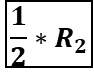 1/2 * R₂